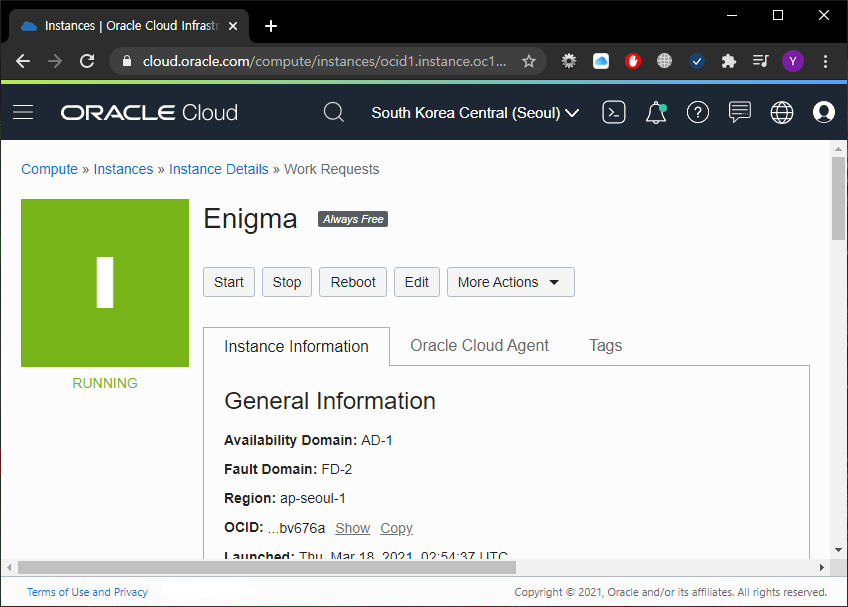 Instances | Oracle Cloud Infrastr
cloud.oracle.com/compute/instances/ocid1.instance.oc1...
Y
ORACLE Cloud
South Korea Central (Seoul)
Compute » Instances » Instance Details » Work Requests
I
RUNNING
Enigma
Always Free
Start Stop Reboot Edit More Actions
Instance Information Oracle Cloud Agent Tags
General Information
Availability Domain: AD-1
Fault Domain: FD-2
Region: ap-seoul-1
OCID: ...bv676a Show Copy
Launched: Thu, Mar 18, 2021, 02:54:37 UTC
Terms of Use and Privacy
Copyright © 2021, Oracle and/or its affiliates. All rights reserved.